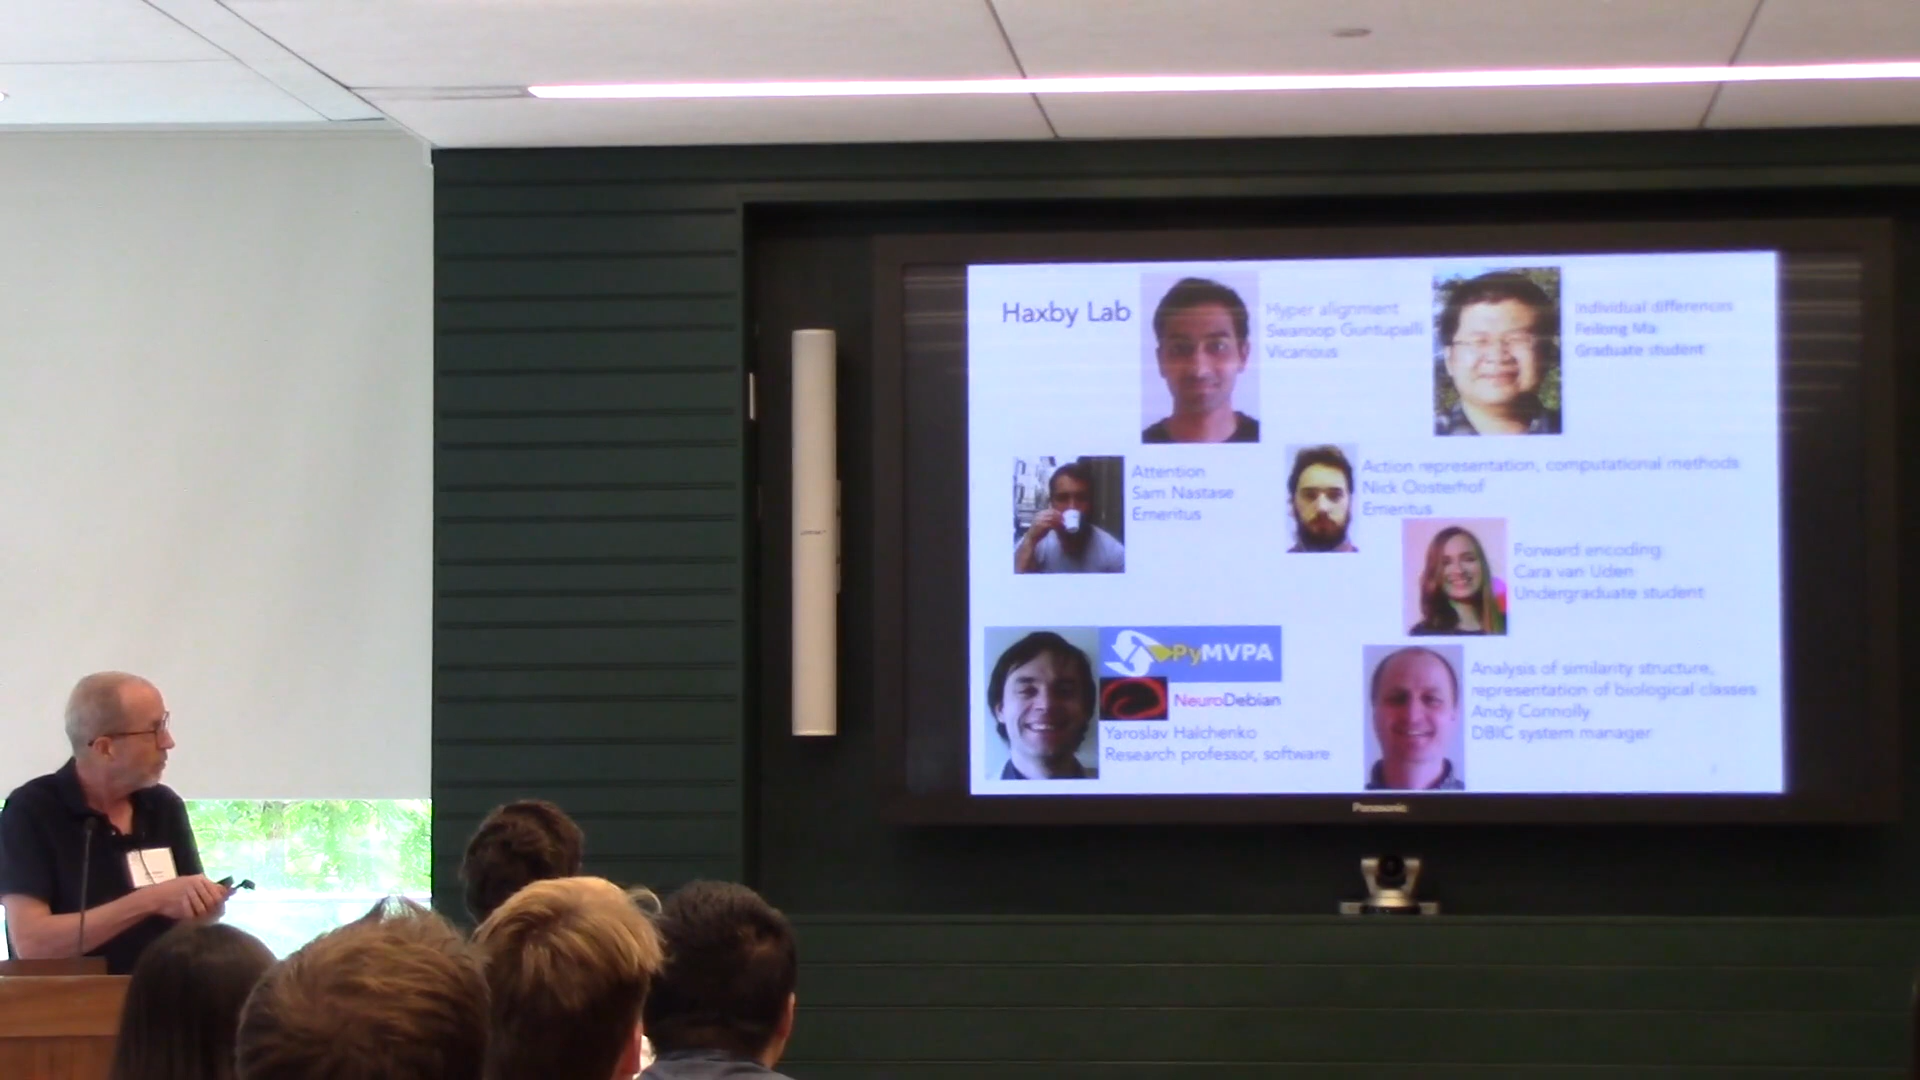 Haxby Lab
Hyper alignment
Swaroop Guntupalli
Vicarious
Individual differences
Feilong Ma
Graduate student
Attention
Sam Nastase
Emeritus
Action representation, computational methods
Nick Oosterhof
Emeritus
Forward encoding
Cara van Uden
Undergraduate student
PyMVPA
NeuroDebian
Yaroslav Halchenko
Research professor, software
Analysis of similarity structure,
representation of biological classes
Andy Connolly
DBIC system manager
Panasonic